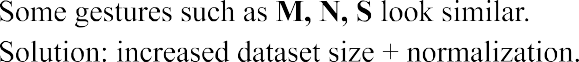 Some gestures such as M, N, S look similar.
Solution: increased dataset size + normalization.